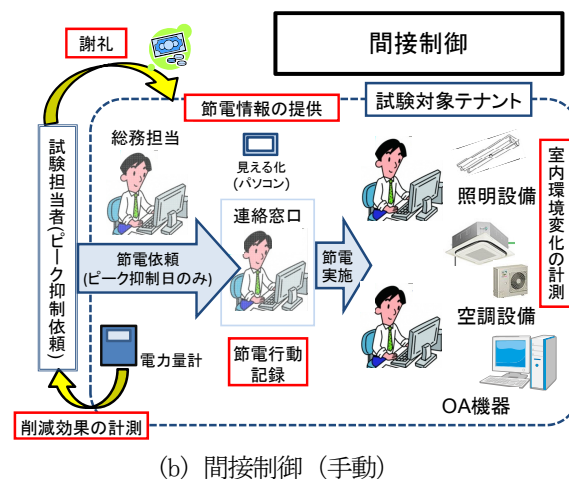 間接制御
謝礼
節電情報の提供
試験対象テナント
試験担当者(ピーク抑制依頼)
総務担当
見える化
(パソコン)
連絡窓口
照明設備
室内環境変化の計測
節電依頼
(ピーク抑制日のみ)
節電
実施
空調設備
電力量計
節電行動
記録
OA機器
削減効果の計測
(b) 間接制御 (手動)